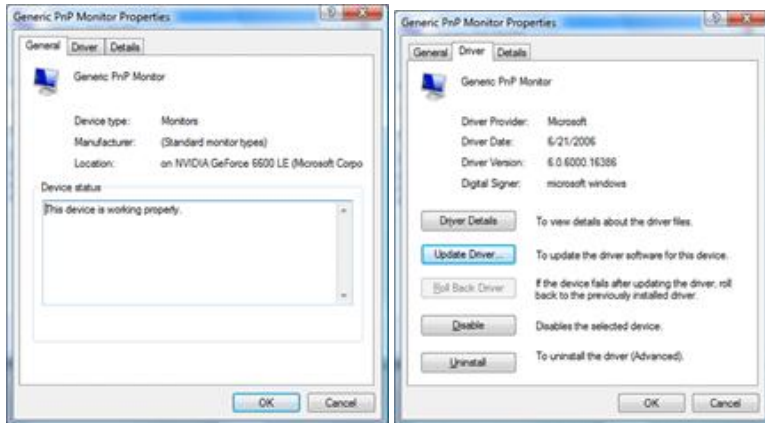 Generic PnP Monitor Properties
General Driver Details
Generic PnP Monitor
Device type: Monitors
Manufacturer: (Standard monitor types)
Location: on NVIDIA GeForce 6600 LE (Microsoft Corpo
Device status
This device is working properly.
OK Cancel
Generic PnP Monitor Properties
General Driver Details
Generic PnP Monitor
Driver Provider: Microsoft
Driver Date: 6/21/2006
Driver Version: 6.0.6000.16386
Digital Signer: microsoft windows
Driver Details To view details about the driver files.
Update Driver... To update the driver software for this device.
Roll Back Driver If the device fails after updating the driver, roll
back to the previously installed driver.
Disable Disables the selected device.
Uninstall To uninstall the driver (Advanced).
OK Cancel